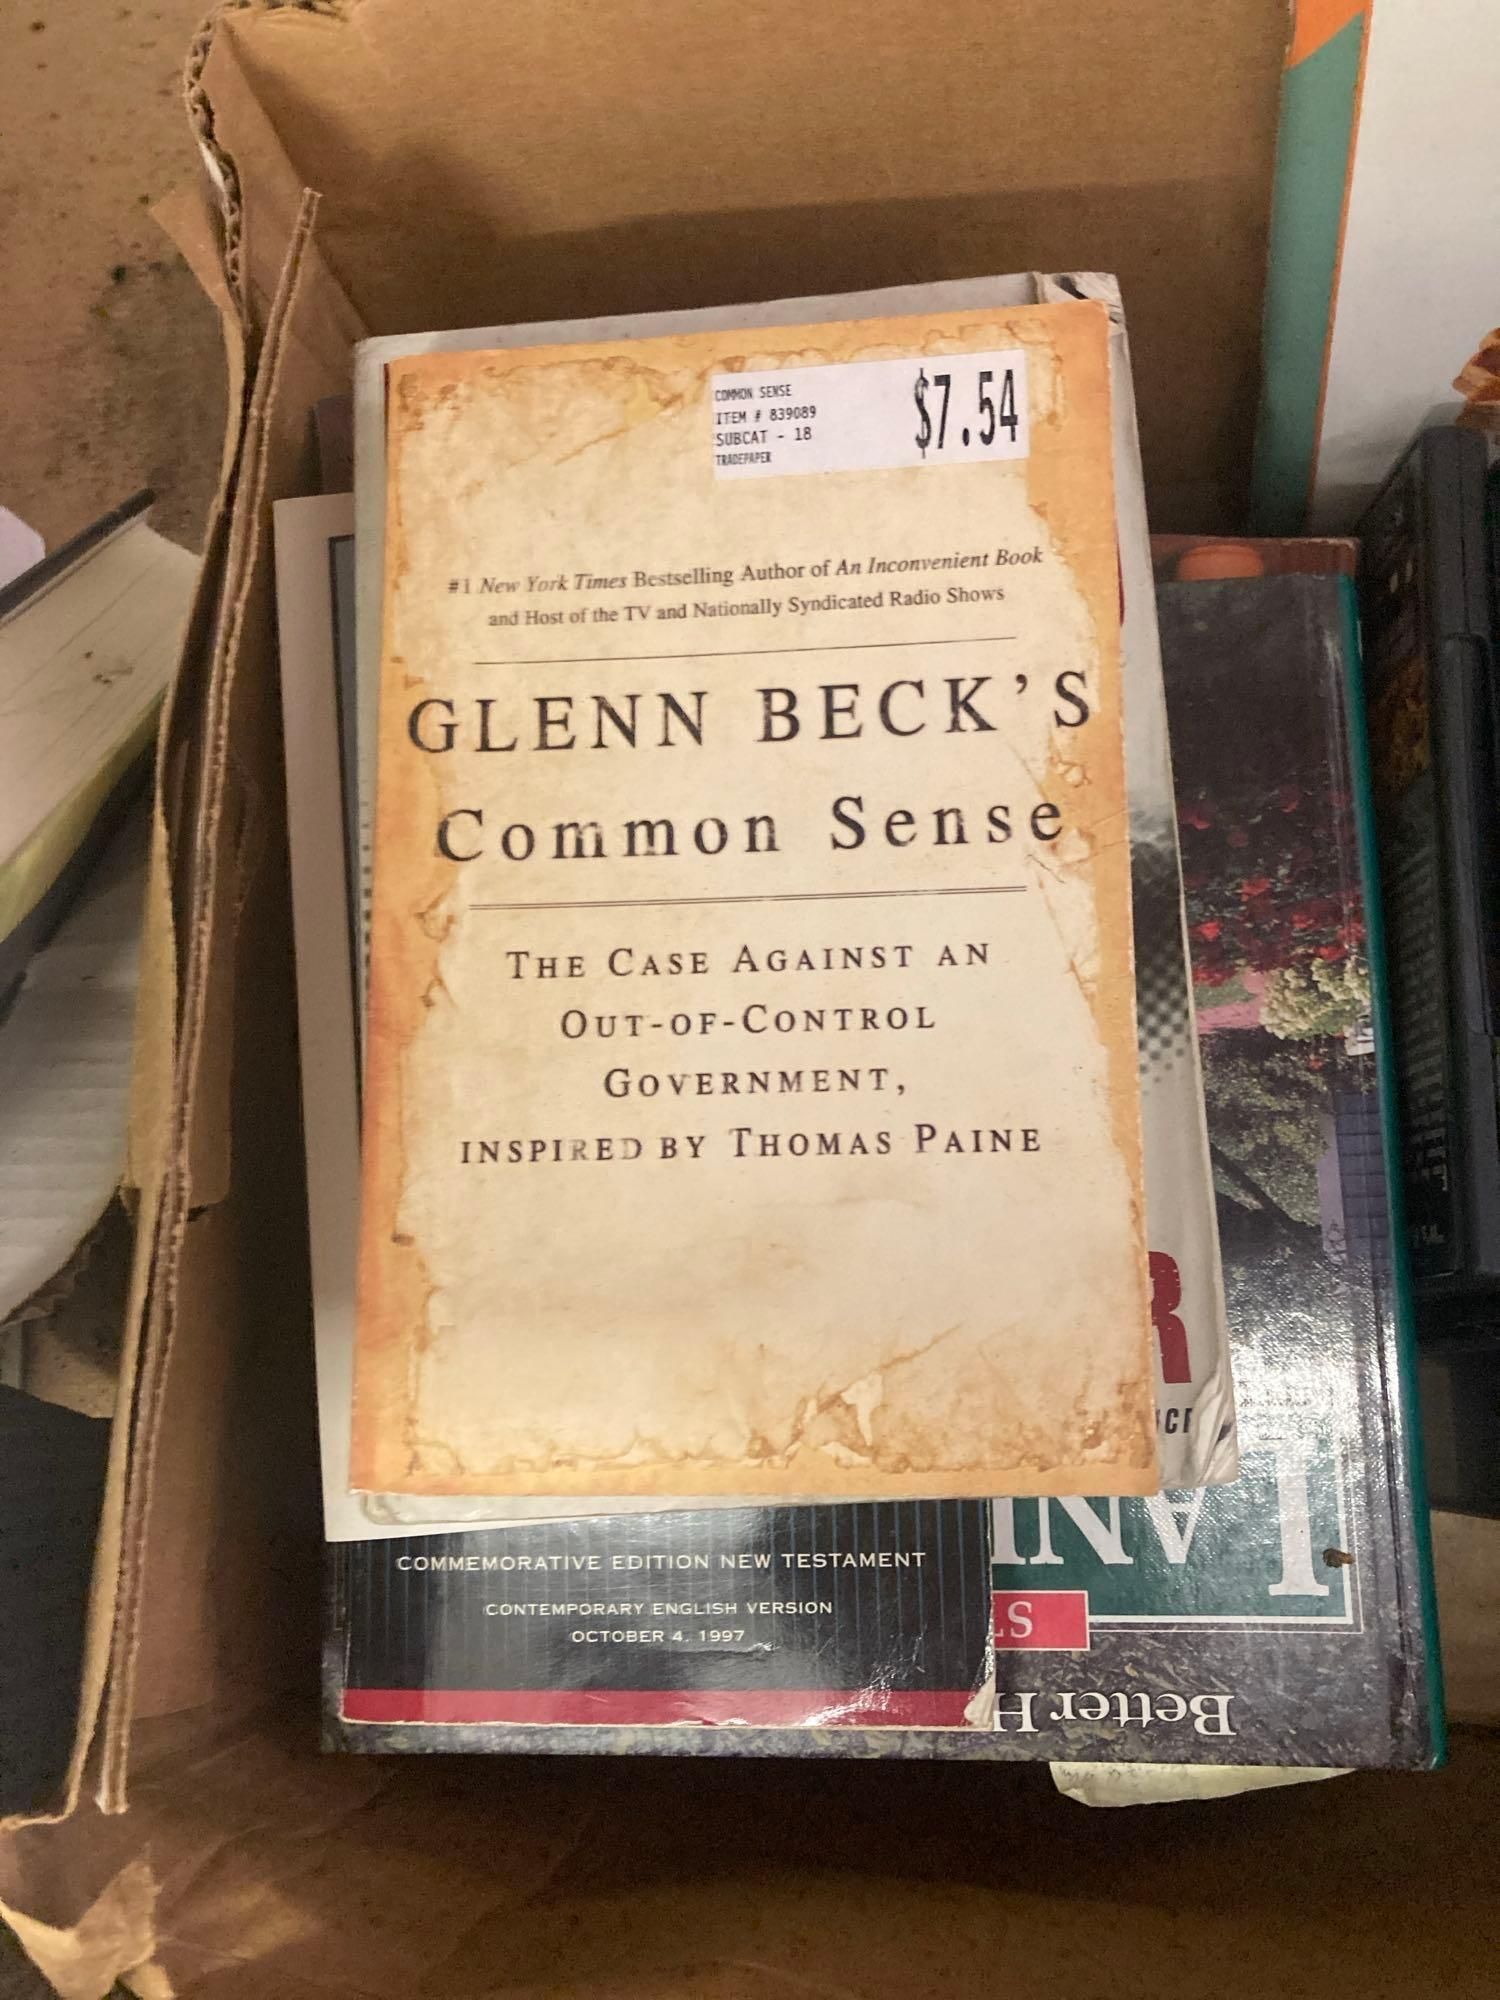 COMMON SENSE
ITEM # 839089
SUBCAT - 18
TRADEPAPER
$7.54
#1 New York Times Bestselling Author of An Inconvenient Book
and Host of the TV and Nationally Syndicated Radio Shows
GLENN BECK'S
Common Sense
THE CASE AGAINST AN
OUT-OF-CONTROL
GOVERNMENT,
INSPIRED BY THOMAS PAINE
R
COMMEMORATIVE EDITION NEW TESTAMENT
CONTEMPORARY ENGLISH VERSION
OCTOBER 4, 1997
Better H